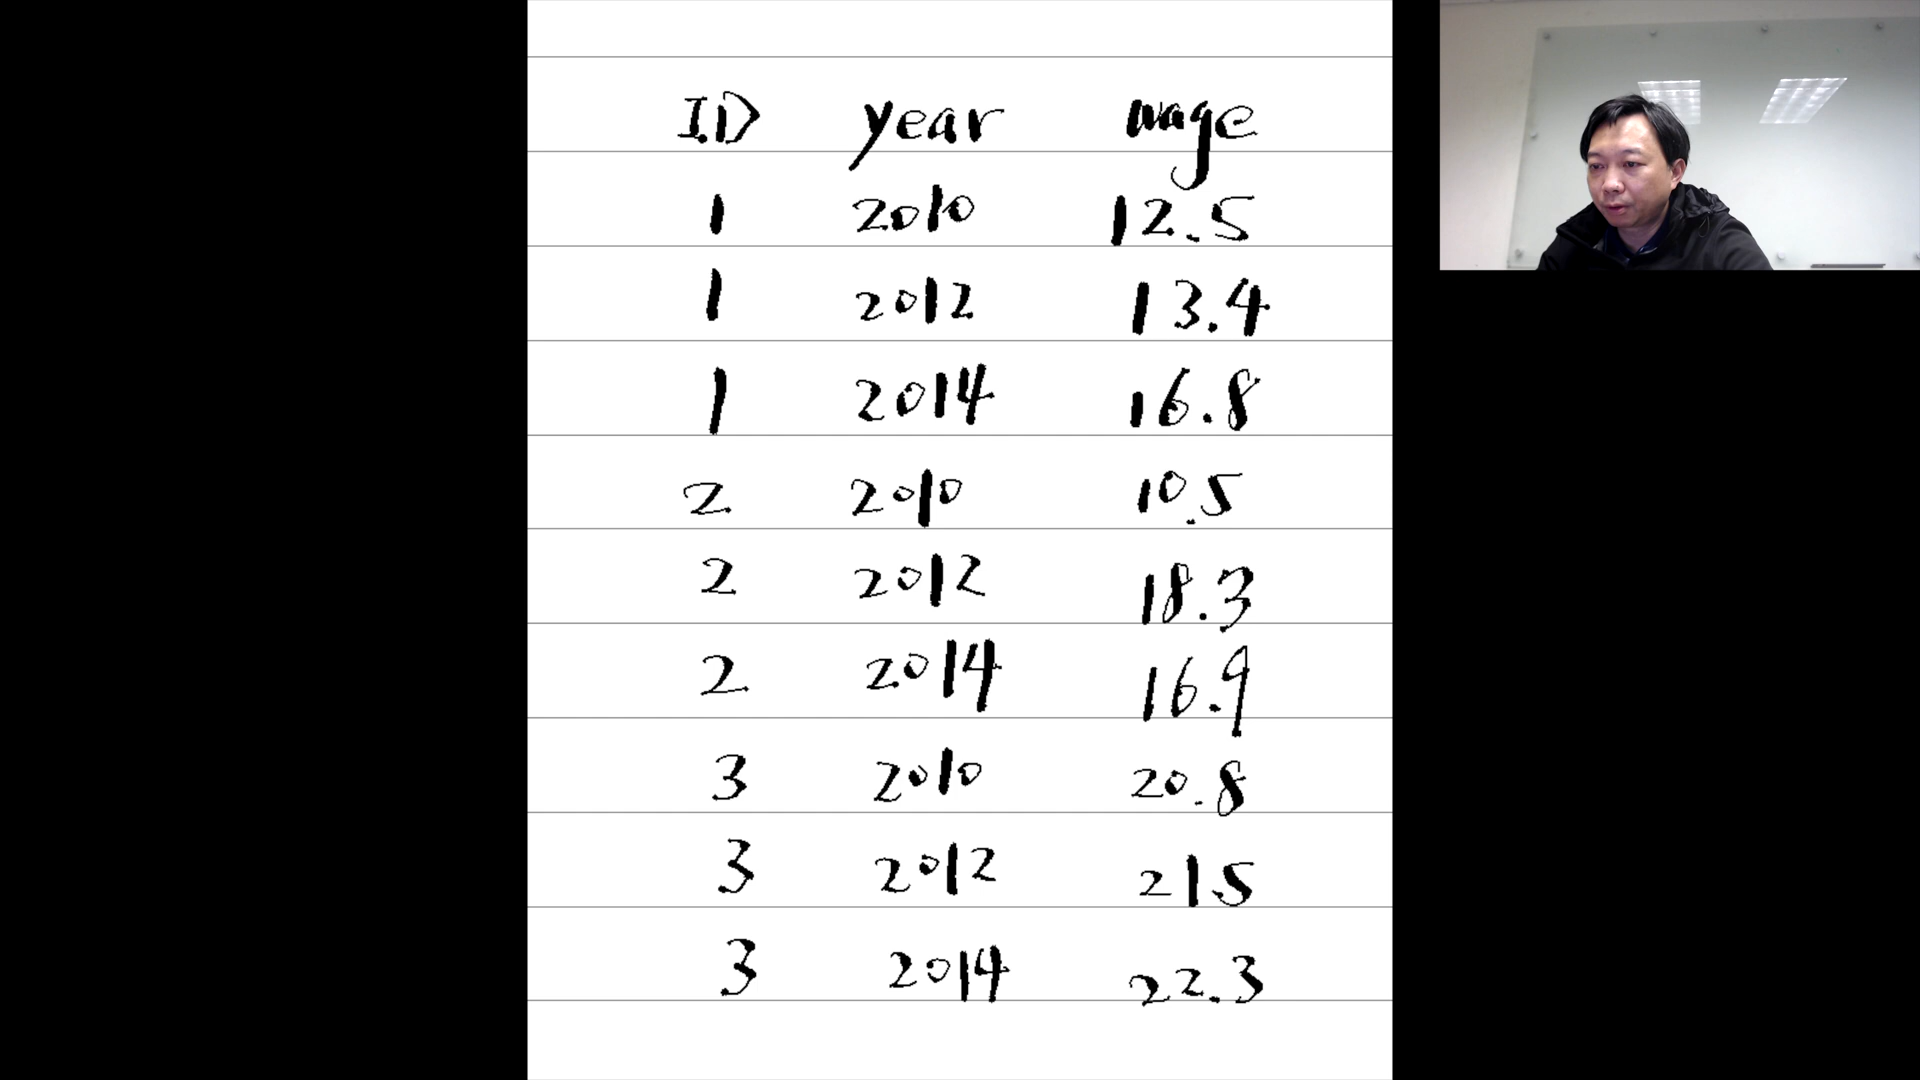 ID year wage
1 2010 12.5
1 2012 13.4
1 2014 16.8
2 2010 10.5
2 2012 18.3
2 2014 16.9
3 2010 20.8
3 2012 21.5
3 2014 22.3